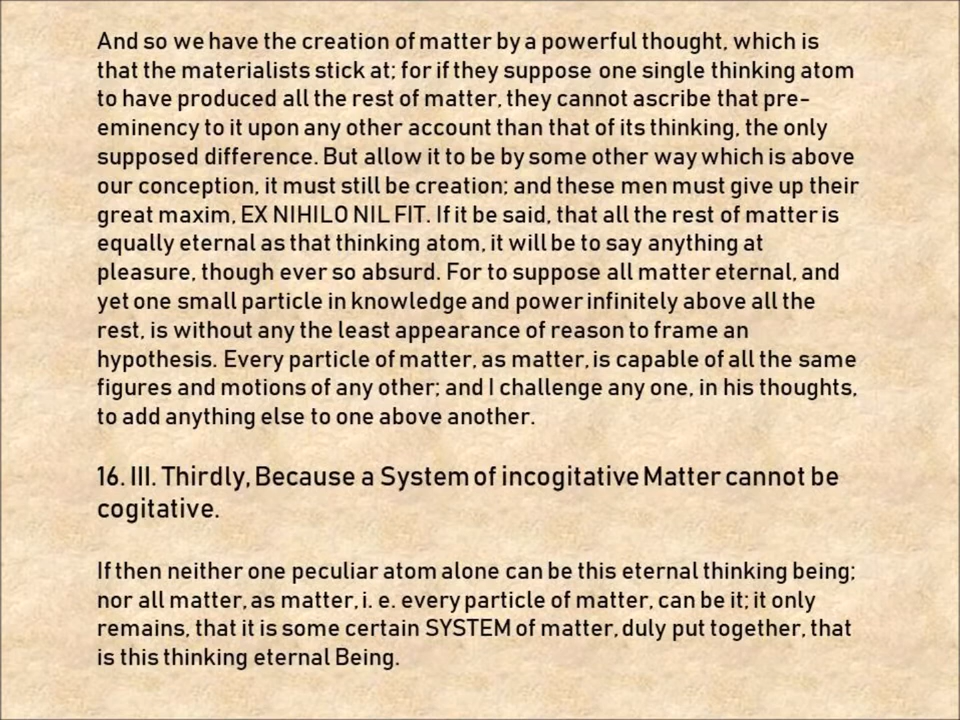 And so we have the creation of matter by a powerful thought, which is
that the materialists stick at; for if they suppose one single thinking atom
to have produced all the rest of matter, they cannot ascribe that pre-
eminency to it upon any other account than that of its thinking, the only
supposed difference. But allow it to be by some other way which is above
our conception, it must still be creation; and these men must give up their
great maxim, EX NIHILO NIL FIT. If it be said, that all the rest of matter is
equally eternal as that thinking atom, it will be to say anything at
pleasure, though ever so absurd. For to suppose all matter eternal, and
yet one small particle in knowledge and power infinitely above all the
rest, is without any the least appearance of reason to frame an
hypothesis. Every particle of matter, as matter, is capable of all the same
figures and motions of any other; and I challenge any one, in his thoughts,
to add anything else to one above another.
16. III. Thirdly, Because a System of incogitative Matter cannot be
cogitative.
If then neither one peculiar atom alone can be this eternal thinking being;
nor all matter, as matter, i. e. every particle of matter, can be it; it only
remains, that it is some certain SYSTEM of matter, duly put together, that
is this thinking eternal Being.